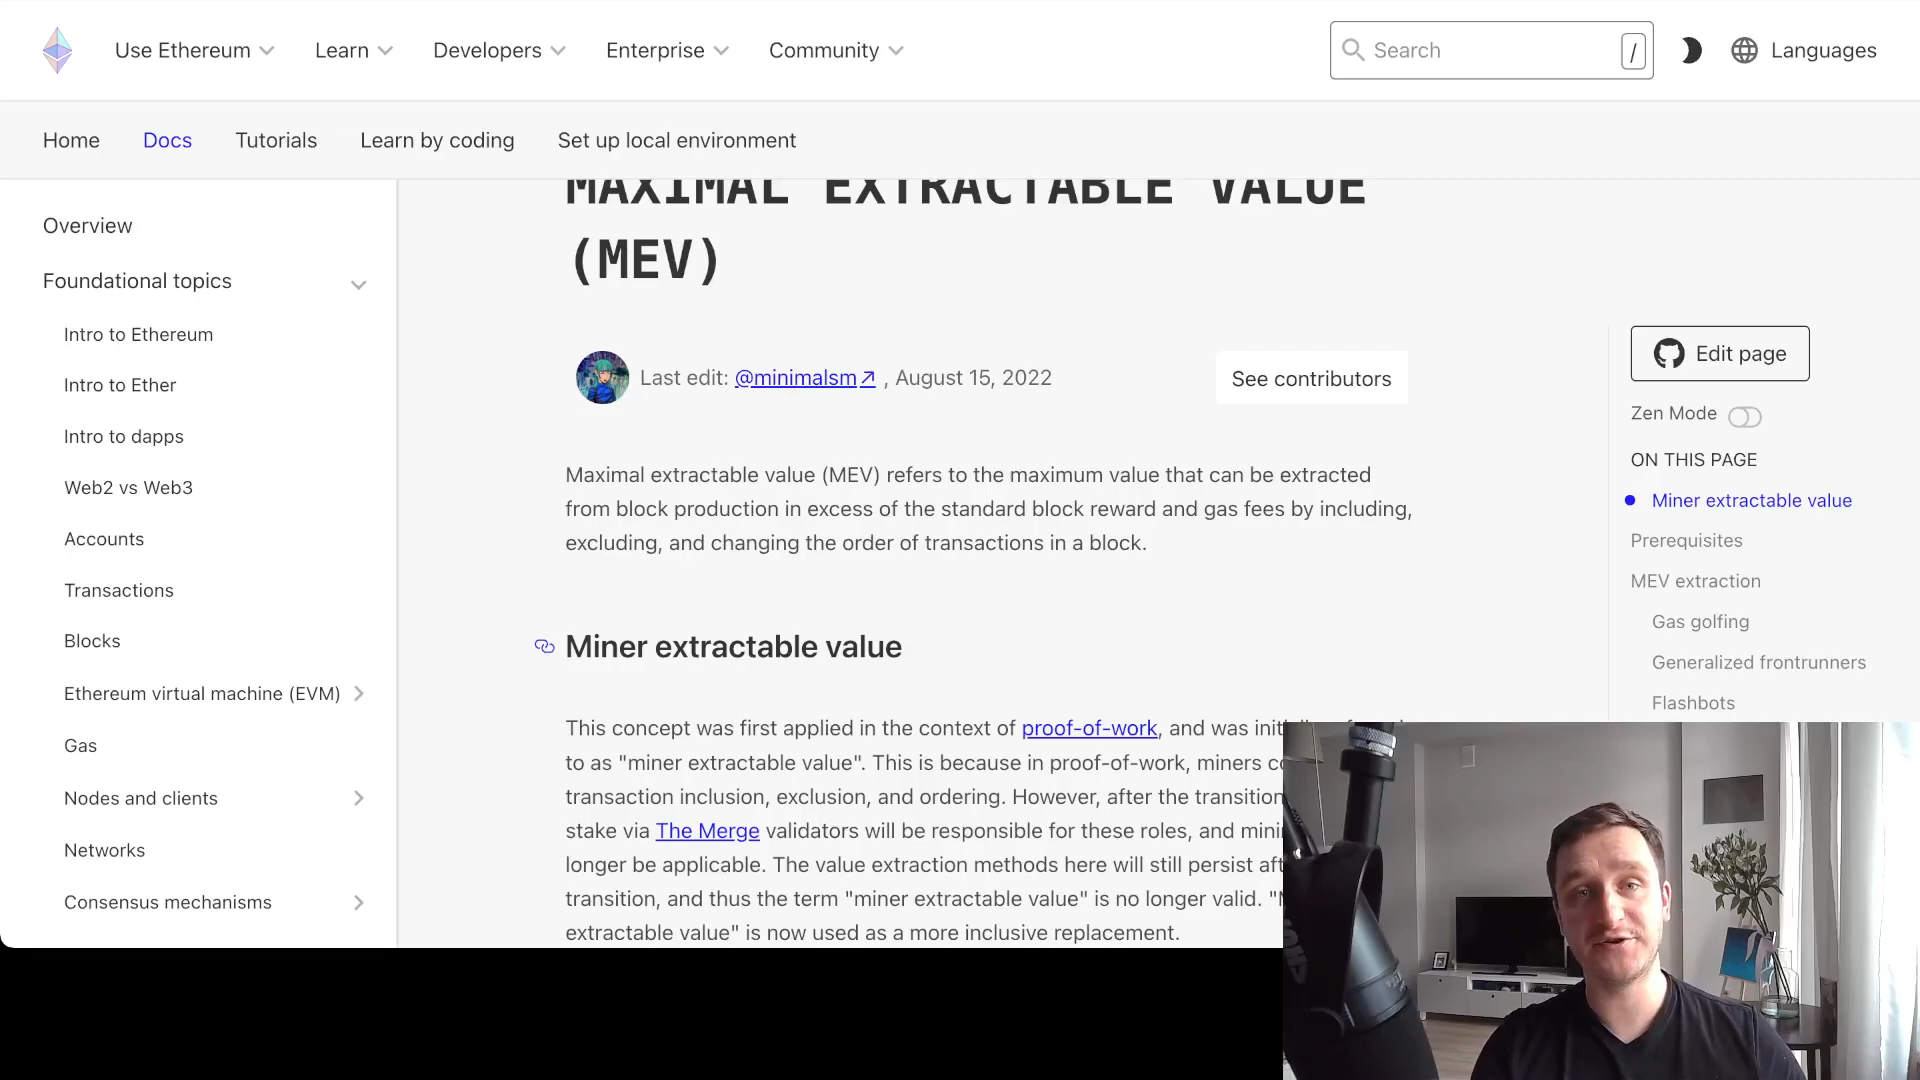 Use Ethereum
Learn
Developers
Enterprise
Community
Search
/
Languages
Home
Docs
Tutorials
Learn by coding
Set up local environment
Overview
Foundational topics
Intro to Ethereum
Intro to Ether
Intro to dapps
Web2 vs Web3
Accounts
Transactions
Blocks
Ethereum virtual machine (EVM)
Gas
Nodes and clients
Networks
Consensus mechanisms
MAXIMAL EXTRACTABLE VALUE
(MEV)
Last edit: @minimalsm , August 15, 2022
See contributors
Maximal extractable value (MEV) refers to the maximum value that can be extracted
from block production in excess of the standard block reward and gas fees by including,
excluding, and changing the order of transactions in a block.
Miner extractable value
This concept was first applied in the context of proof-of-work, and was
to as "miner extractable value". This is because in proof-of-work, miners
transaction inclusion, exclusion, and ordering. However, after the transition
stake via The Merge validators will be responsible for these roles, and
longer be applicable. The value extraction methods here will still persist
transition, and thus the term "miner extractable value" is no longer valid.
extractable value" is now used as a more inclusive replacement.
Edit page
Zen Mode
ON THIS PAGE
Miner extractable value
Prerequisites
MEV extraction
Gas golfing
Generalized frontrunners
Flashbots